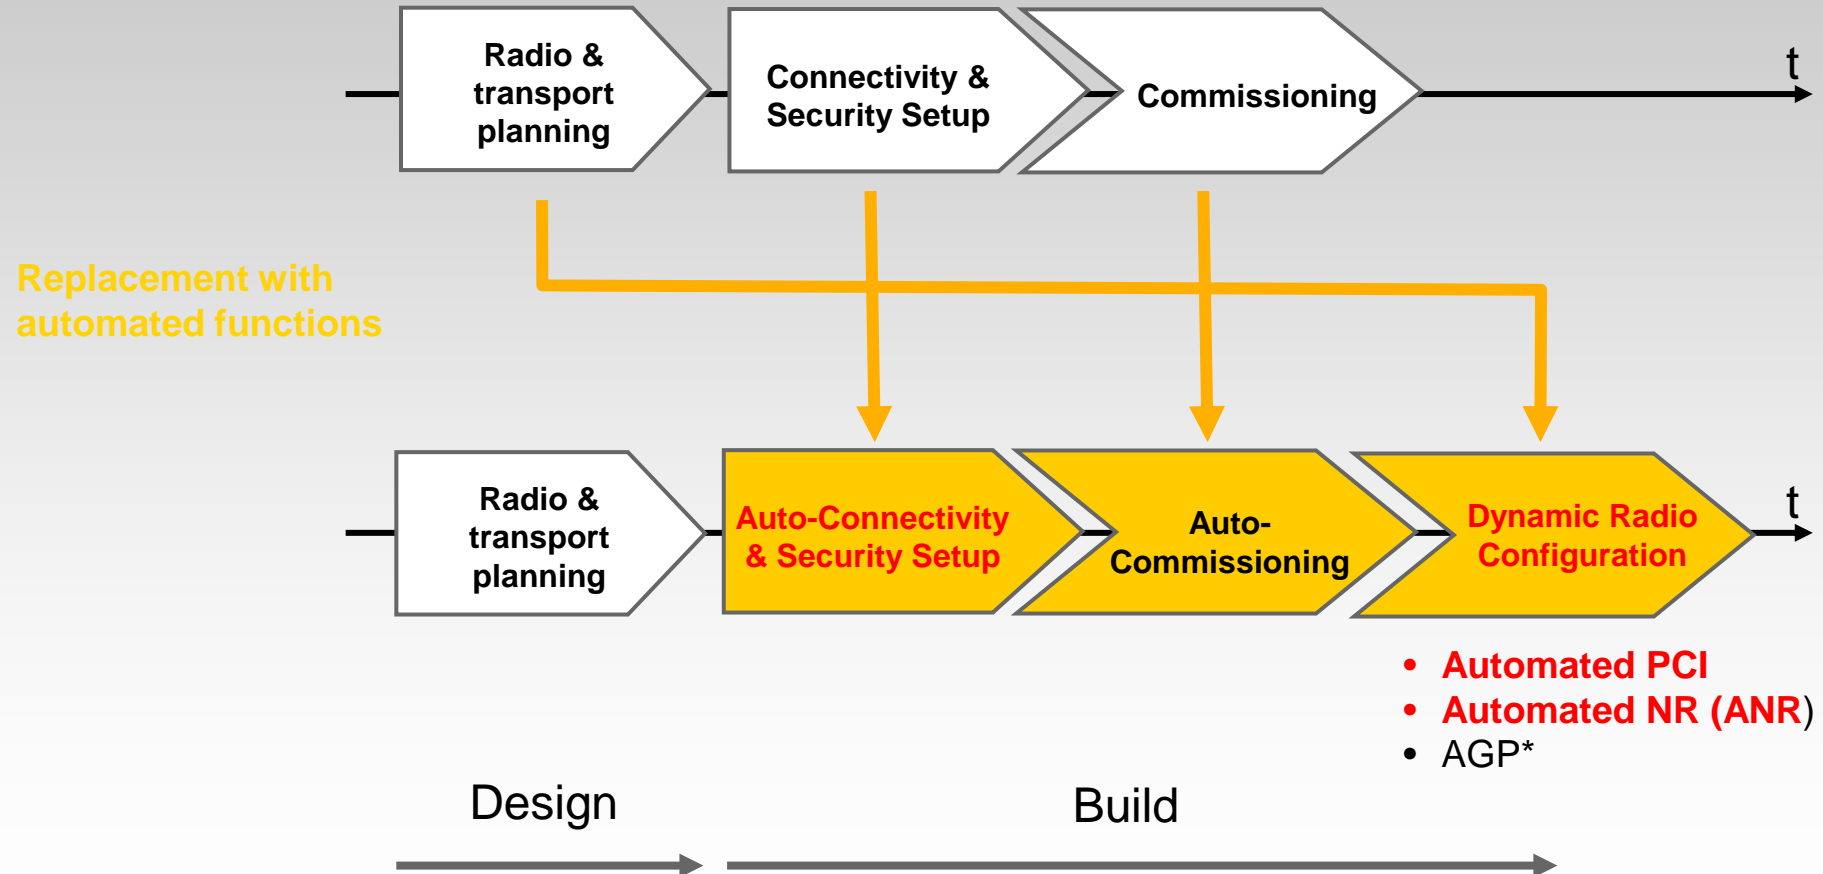 Radio &
transport
planning
Connectivity &
Security Setup
Commissioning
t
Replacement with
automated functions
Radio &
transport
planning
Auto-Connectivity
& Security Setup
Auto-
Commissioning
Dynamic Radio
Configuration
t
• Automated PCI
• Automated NR (ANR)
• AGP*
Design
Build